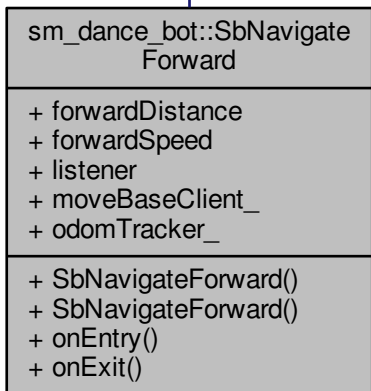 sm_dance_bot::SbNavigate
Forward
+ forwardDistance
+ forwardSpeed
+ listener
+ moveBaseClient_
+ odomTracker_
+ SbNavigateForward()
+ SbNavigateForward()
+ onEntry()
+ onExit()